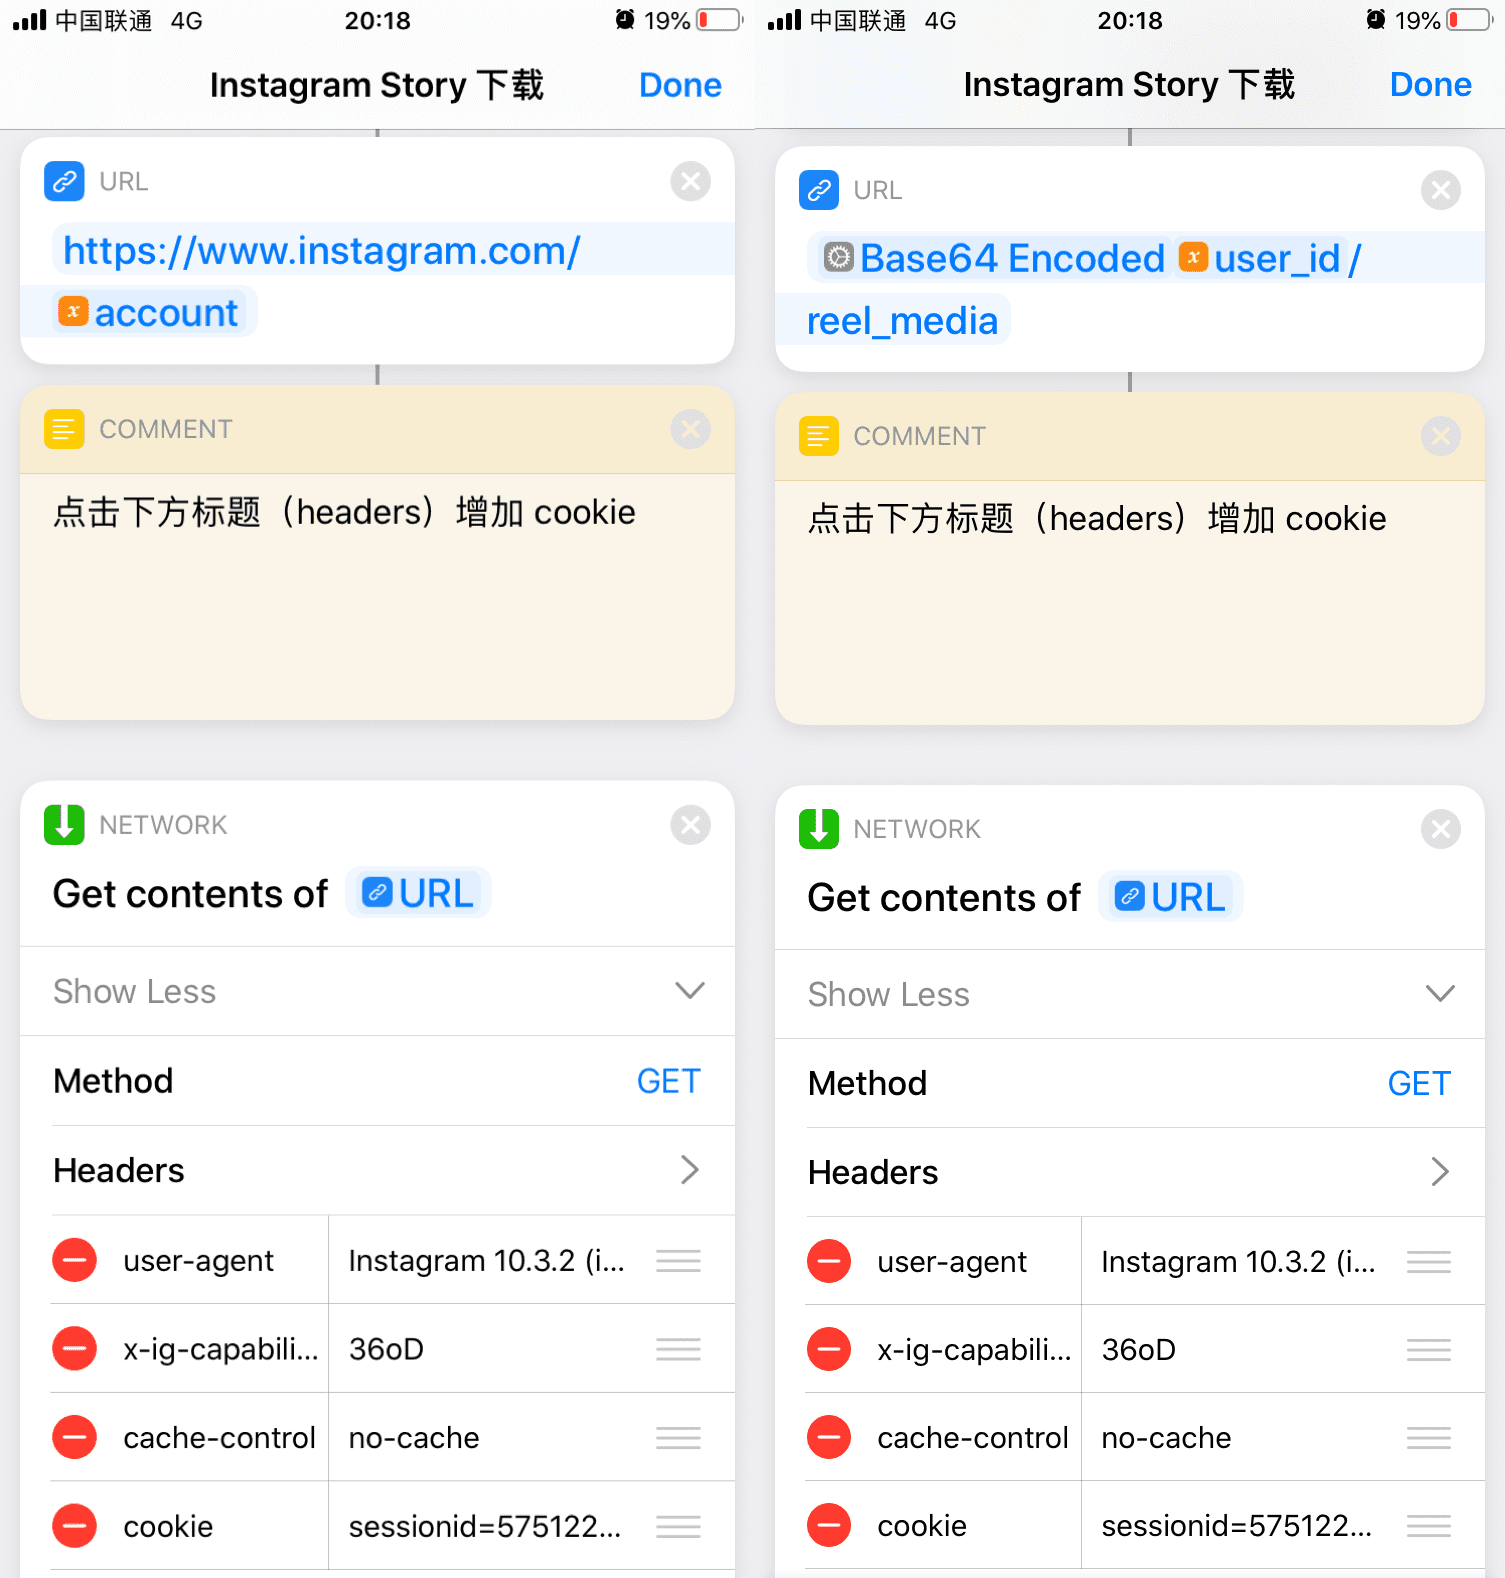 中国联通 4G 20:18 19%
Instagram Story 下载 Done
URL
https://www.instagram.com/
account
COMMENT
点击下方标题（headers）增加 cookie
NETWORK
Get contents of URL
Show Less
Method GET
Headers
user-agent Instagram 10.3.2 (i...
x-ig-capabili... 36oD
cache-control no-cache
cookie sessionid=575122...
中国联通 4G 20:18 19%
Instagram Story 下载 Done
URL
Base64 Encoded user_id/
reel_media
COMMENT
点击下方标题（headers）增加 cookie
NETWORK
Get contents of URL
Show Less
Method GET
Headers
user-agent Instagram 10.3.2 (i...
x-ig-capabili... 36oD
cache-control no-cache
cookie sessionid=575122...